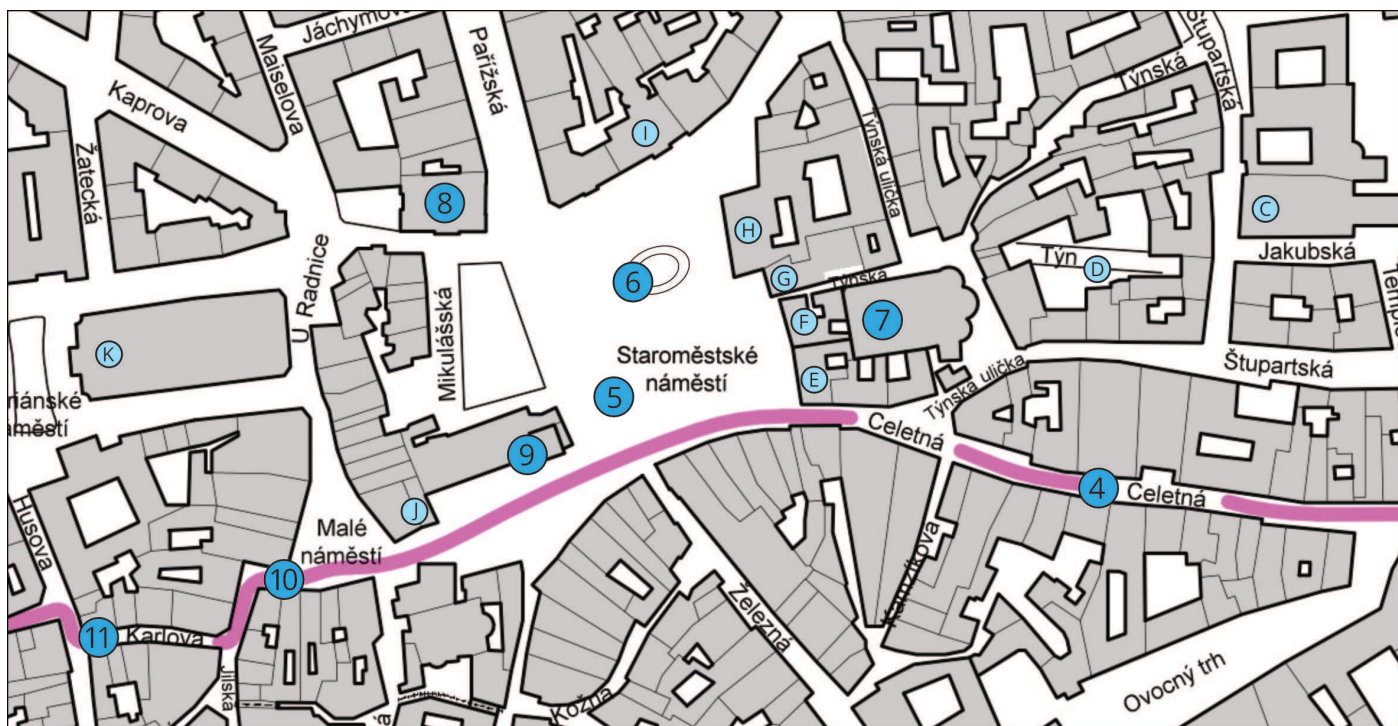 Jáchymova
Maiselova
Pařížská
Kaprova
Žatecká
Týnská ulička
Týnská
Štupartská
I
8
H
C
U Radnice
Mikulášská
6
G
Týnská
F
7
Týn
D
Jakubská
K
Staroměstské
náměstí
E
5
Týnská ulička
Štupartská
Celetná
9
J
4
Celetná
Husova
Malé
náměstí
10
Železná
11
Karlova
Jilská
Kožná
Ovocný trh